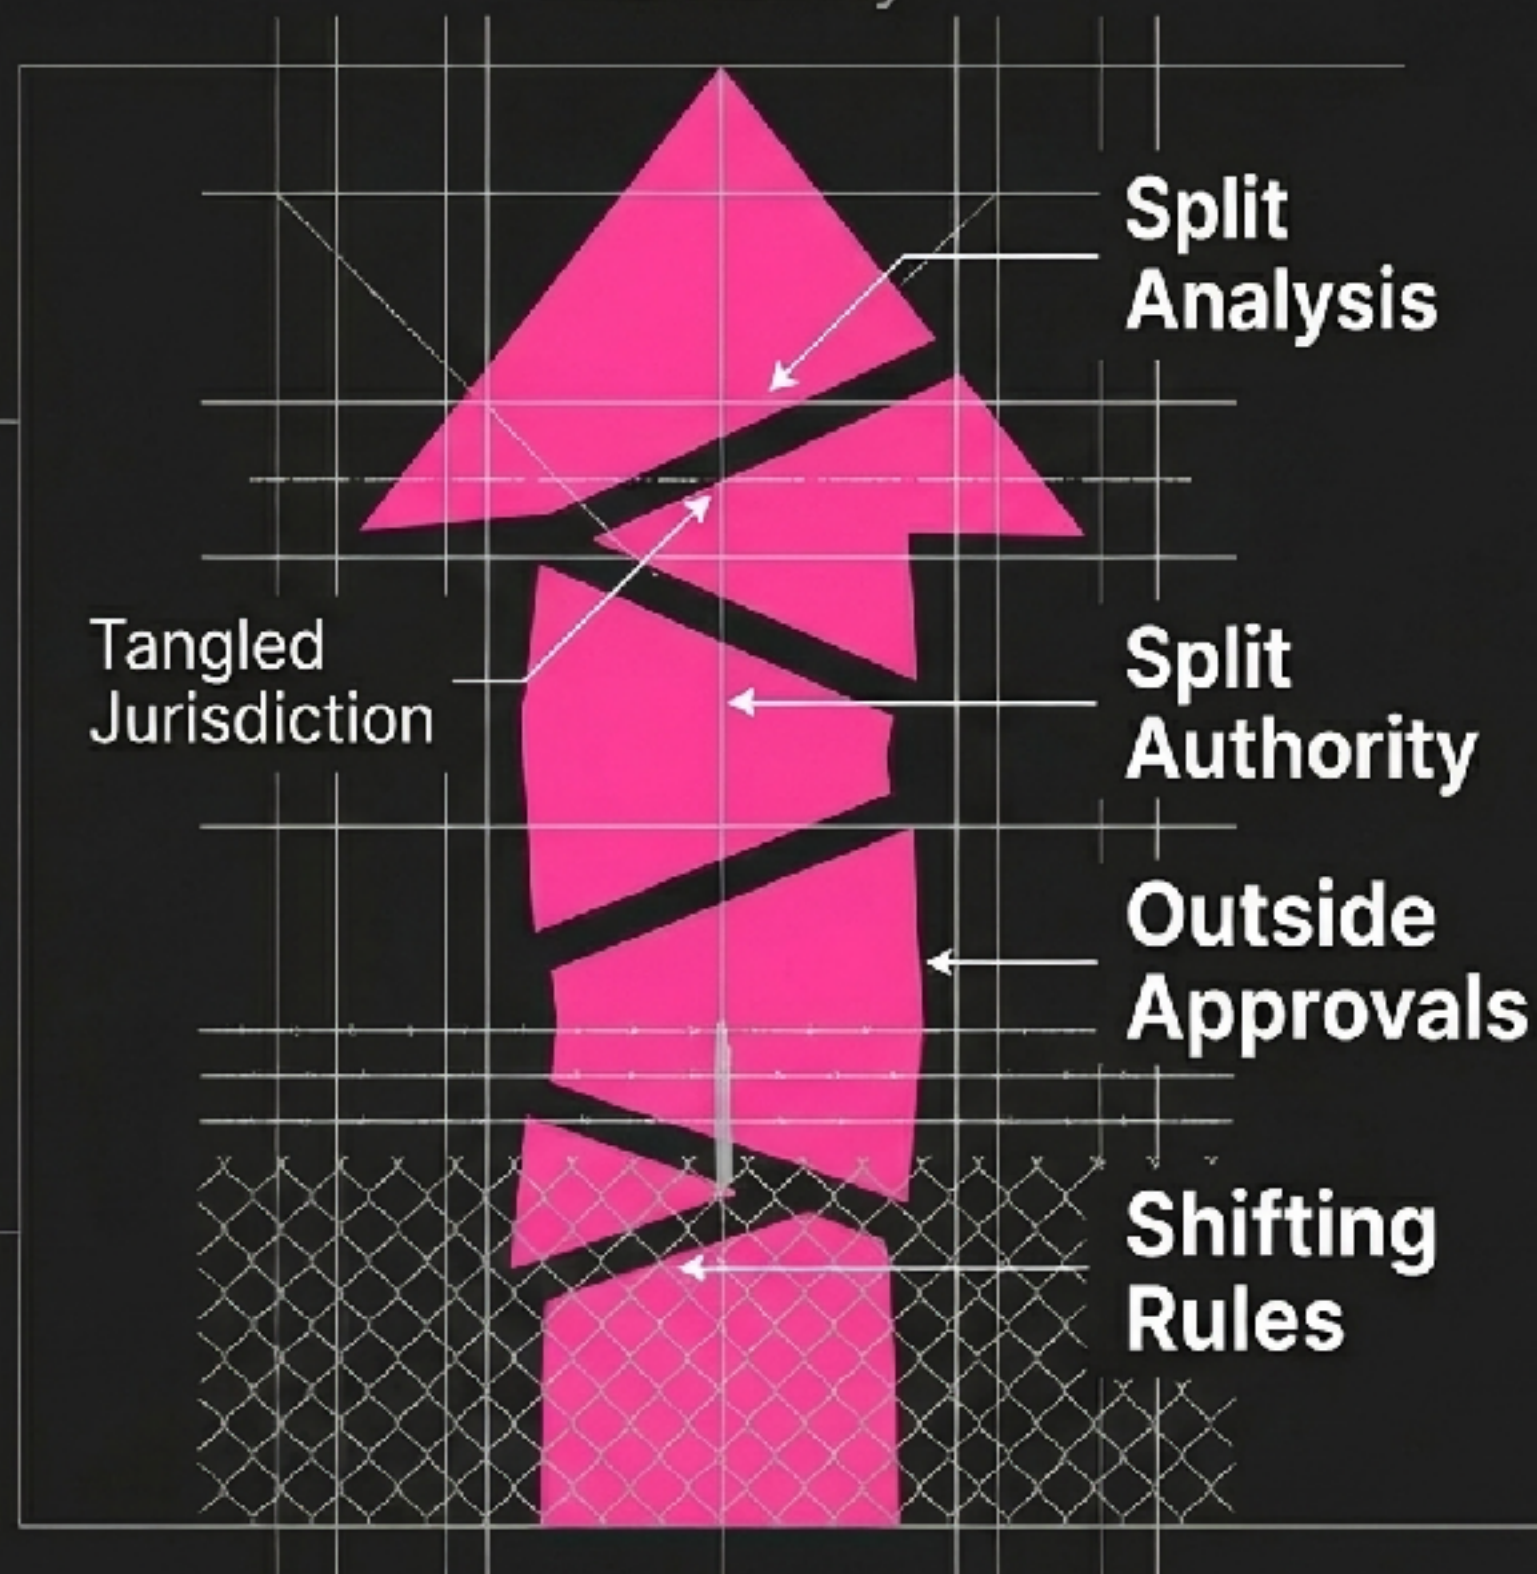 Split
Analysis
Tangled
Jurisdiction
Split
Authority
Outside
Approvals
Shifting
Rules